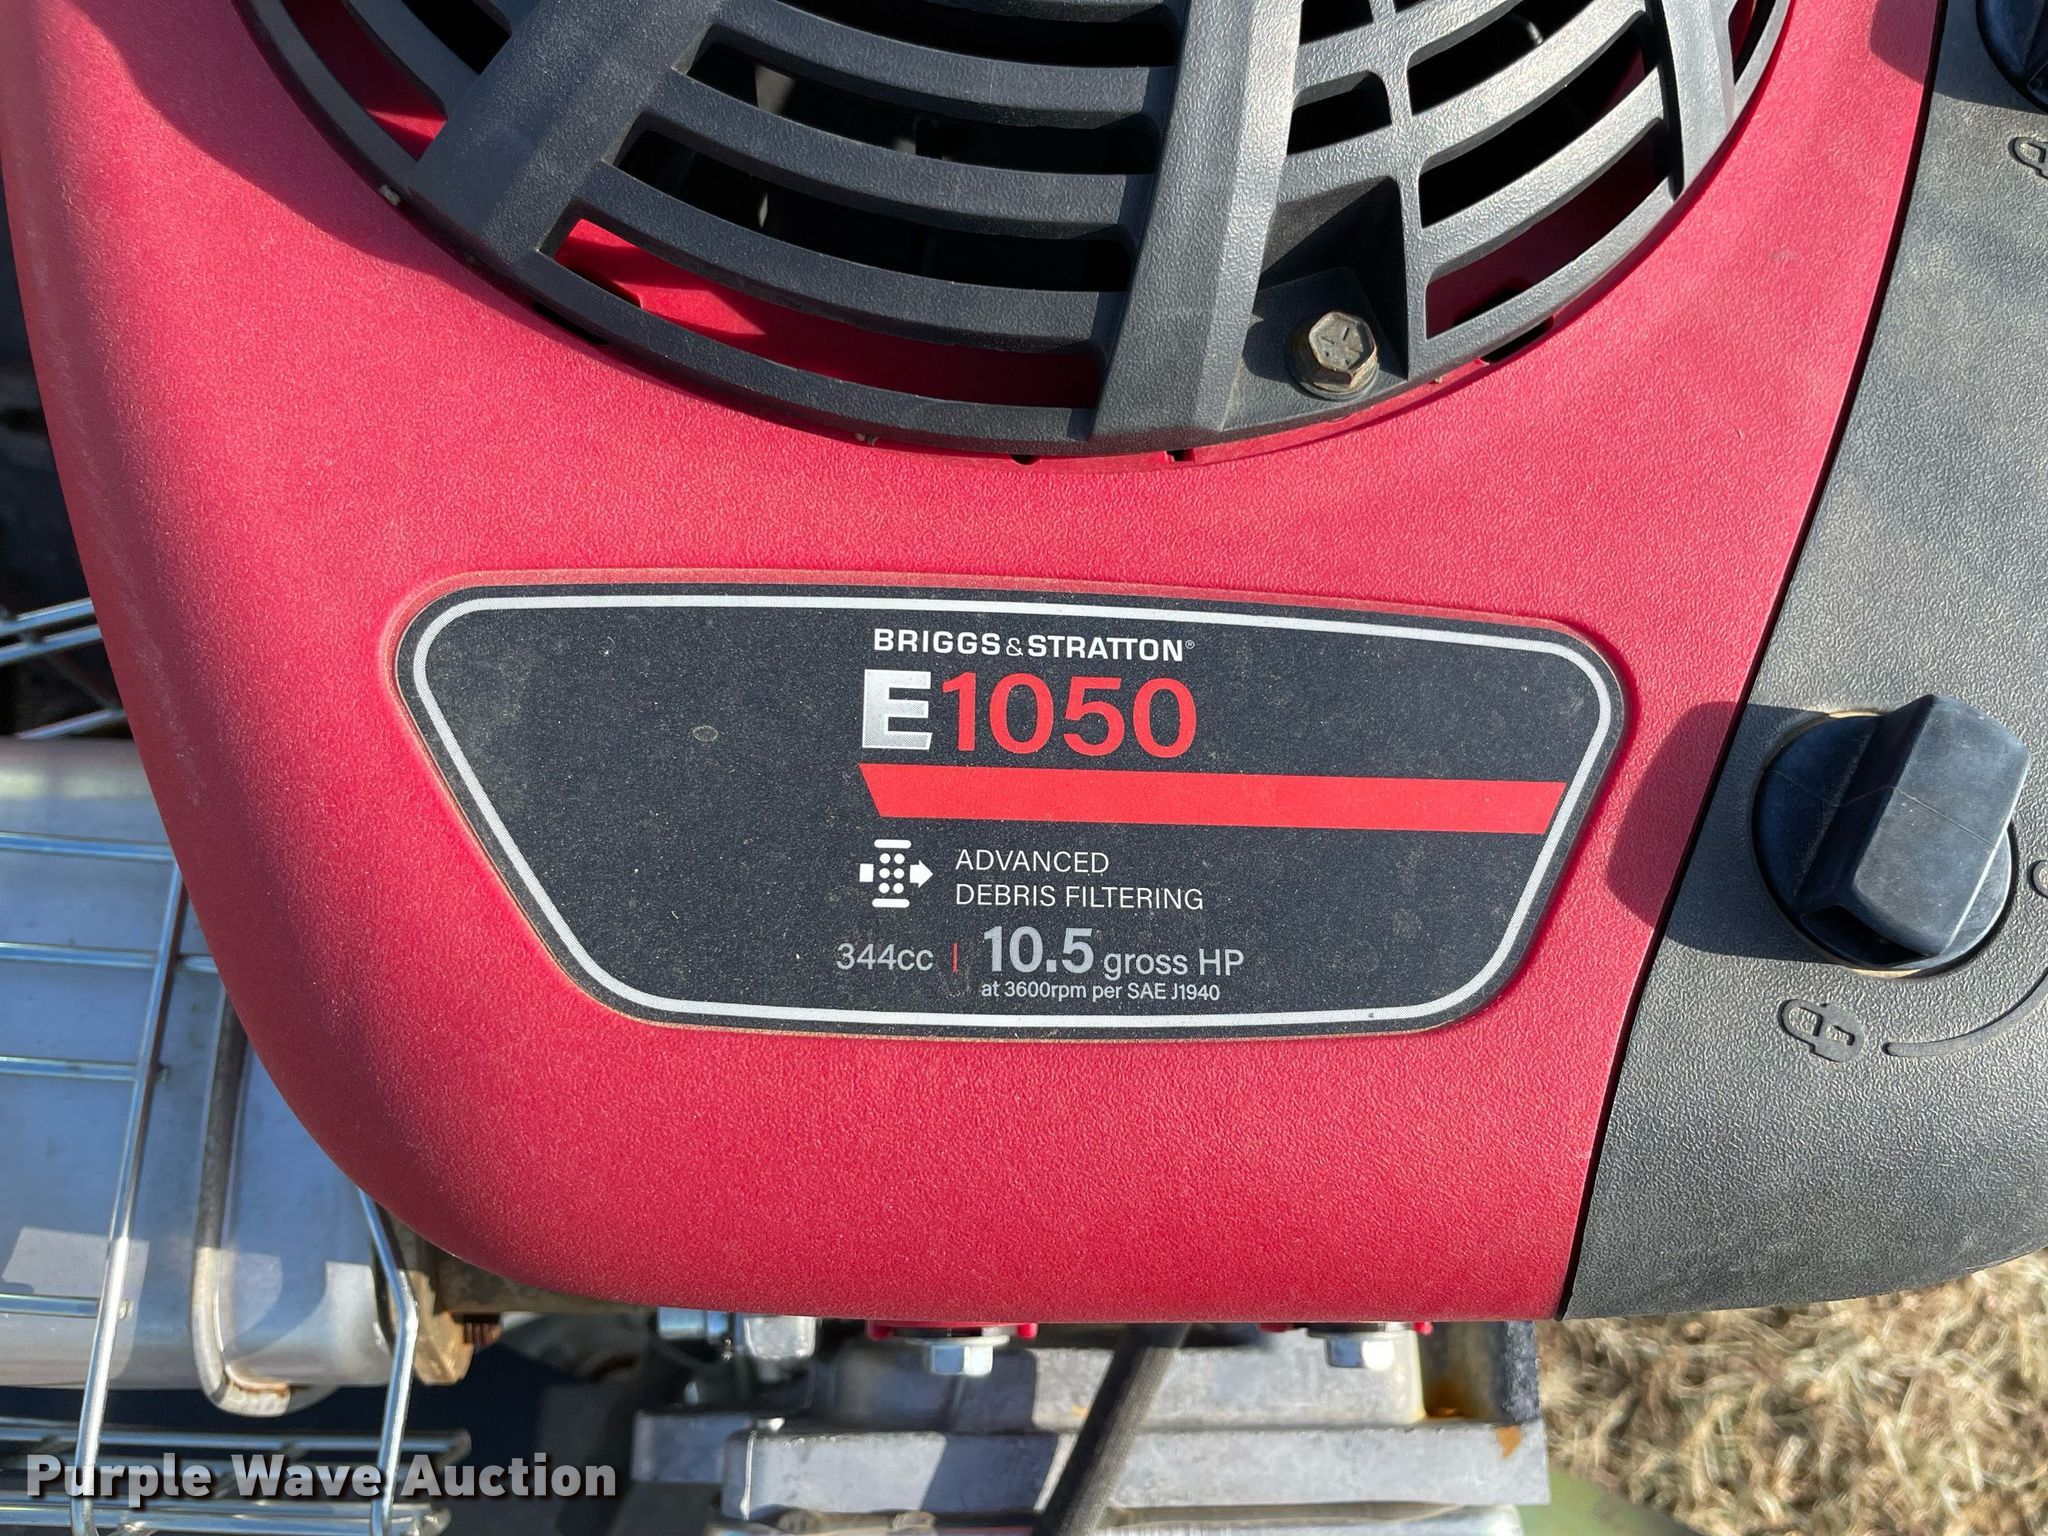 BRIGGS&STRATTON®
E1050
ADVANCED
DEBRIS FILTERING
344cc | 10.5 gross HP
at 3600rpm per SAE J1940
Purple Wave Auction